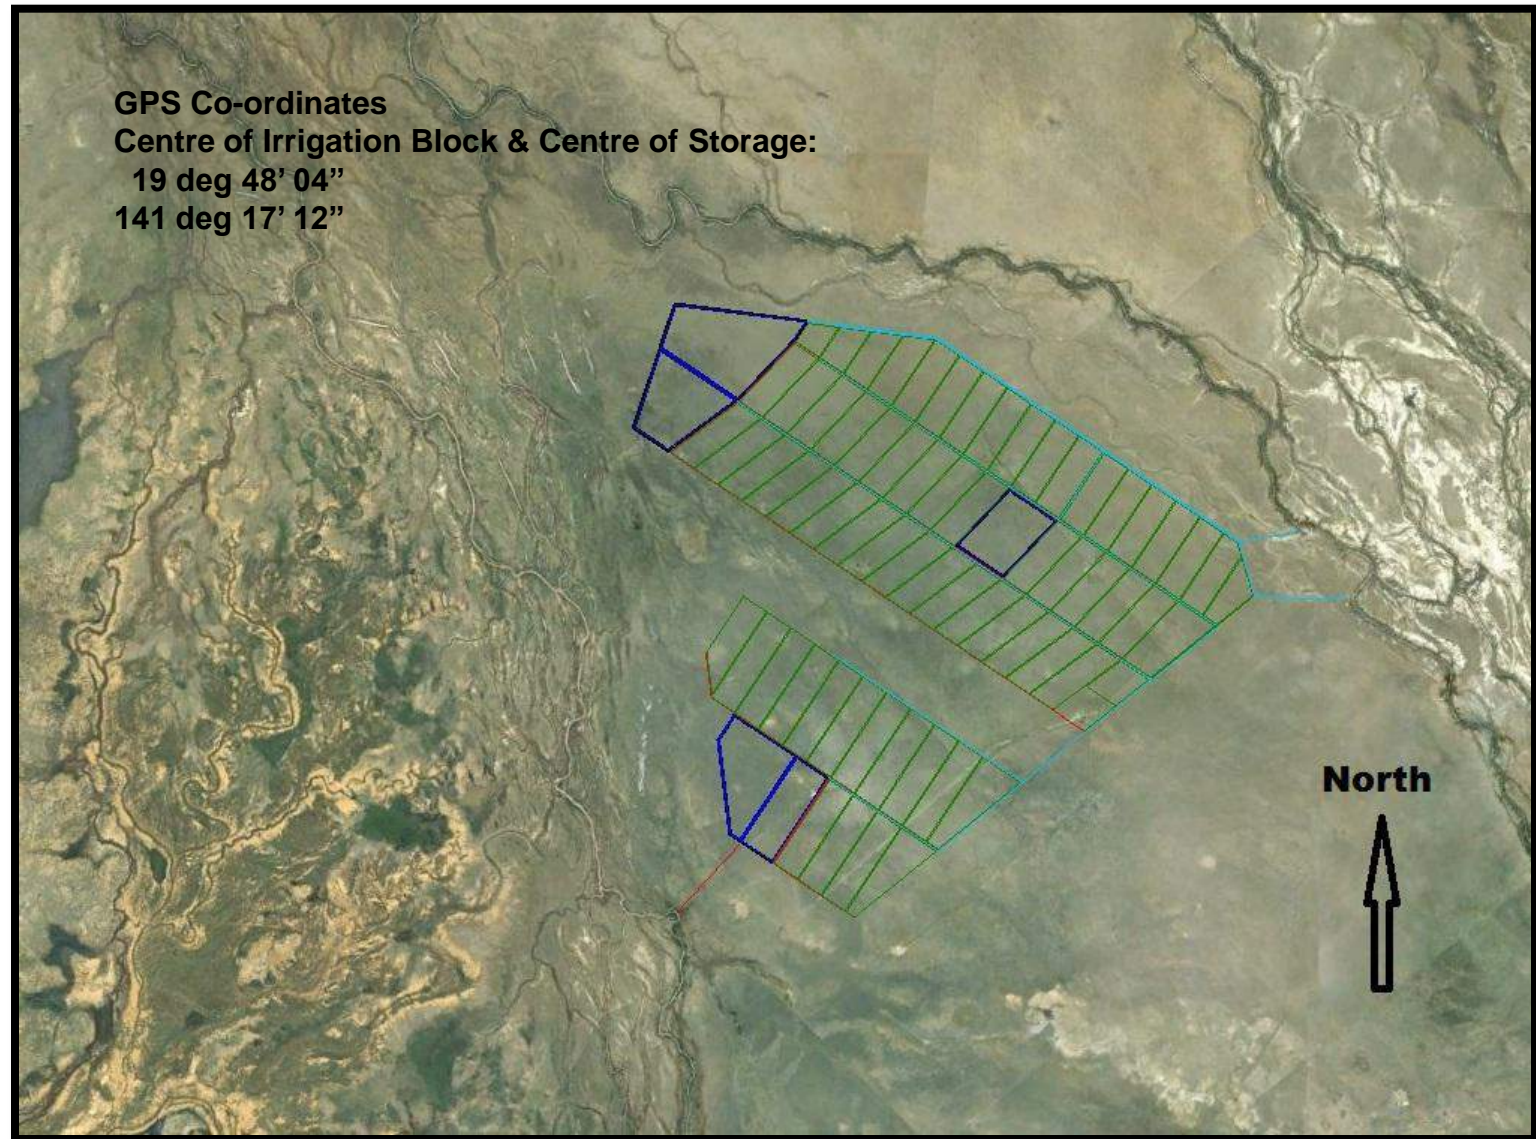 GPS Co-ordinates
Centre of Irrigation Block & Centre of Storage:
19 deg 48’ 04”
141 deg 17’ 12”
North